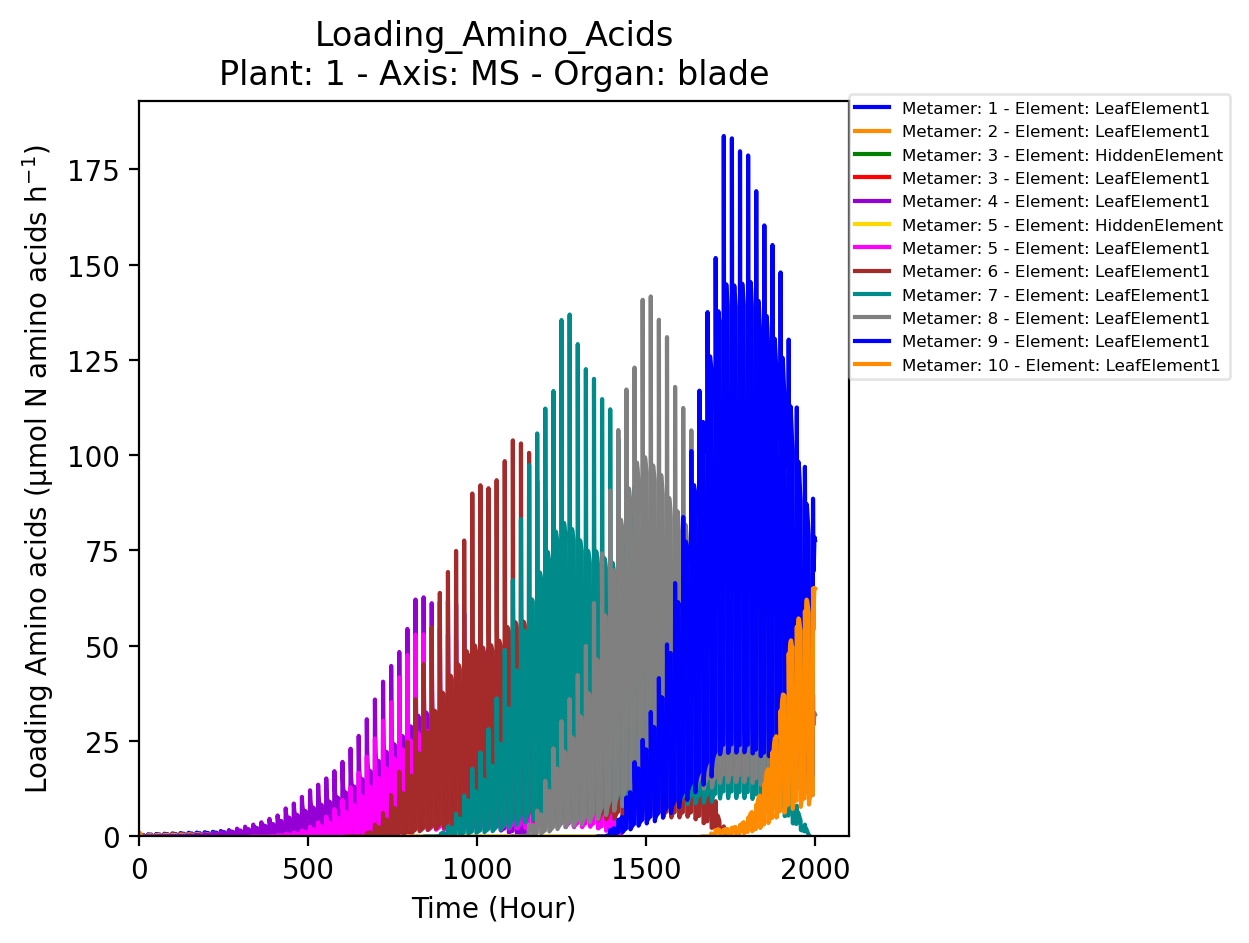 Loading_Amino_Acids
Plant: 1 - Axis: MS - Organ: blade
Loading Amino acids (µmol N amino acids h⁻¹)
175
150
125
100
75
50
25
0
0 500 1000 1500 2000
Time (Hour)
Metamer: 1 - Element: LeafElement1
Metamer: 2 - Element: LeafElement1
Metamer: 3 - Element: HiddenElement
Metamer: 3 - Element: LeafElement1
Metamer: 4 - Element: LeafElement1
Metamer: 5 - Element: HiddenElement
Metamer: 5 - Element: LeafElement1
Metamer: 6 - Element: LeafElement1
Metamer: 7 - Element: LeafElement1
Metamer: 8 - Element: LeafElement1
Metamer: 9 - Element: LeafElement1
Metamer: 10 - Element: LeafElement1